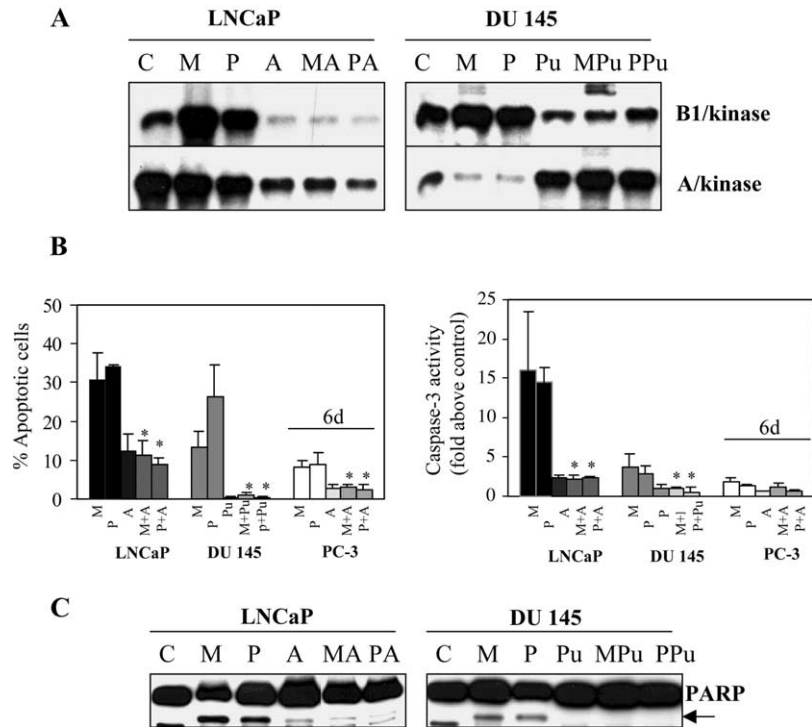 A
LNCaP DU 145
C M P A MA PA C M P Pu MPu PPu
B1/kinase
A/kinase
B
% Apoptotic cells
50
40
30
20
10
0
6d
* * * * * *
M P A M+A P+A M P Pu M+Pu p+Pu M P A M+A P+A
LNCaP DU 145 PC-3
Caspase-3 activity
(fold above control)
25
20
15
10
5
0
6d
* * * * * *
M P A M+A P+A M P P M+] P+Pu M P A M+A P+A
LNCaP DU 145 PC-3
C
LNCaP DU 145
C M P A MA PA C M P Pu MPu PPu
PARP